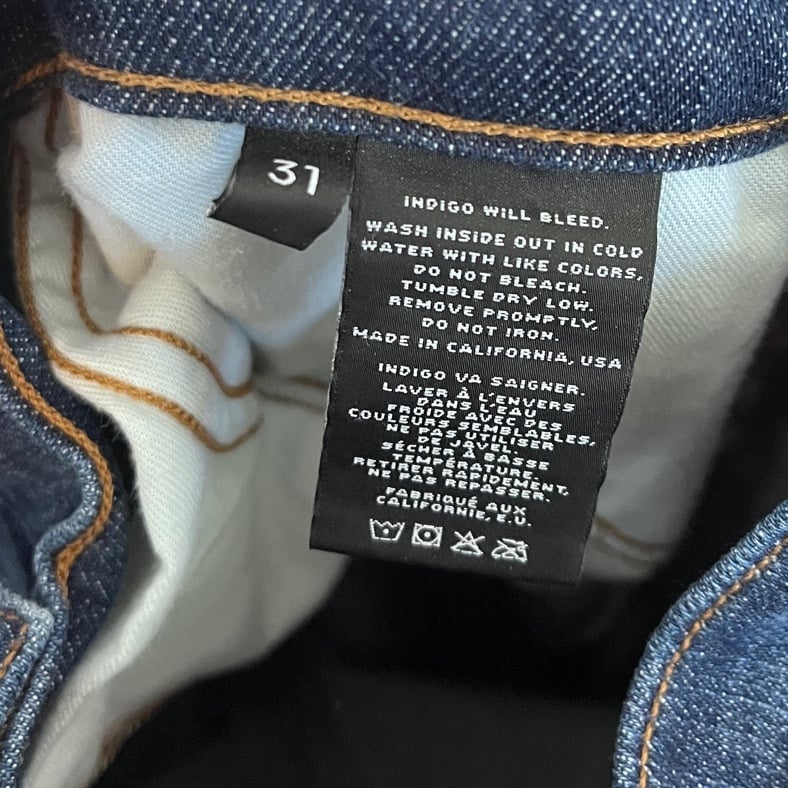 31
INDIGO WILL BLEED.
WASH INSIDE OUT IN COLD
WATER WITH LIKE COLORS,
DO NOT BLEACH.
TUMBLE DRY LOW.
REMOVE PROMPTLY,
DO NOT IRON.
MADE IN CALIFORNIA, USA
INDIGO VA SAIGNER.
LAVER À L'ENVERS
DANS L'EAU
FROIDE AVEC DES
COULEURS SEMBLABLES,
NE PAS UTILISER
DE JAVEL.
SÉCHER À BASSE
TEMPÉRATURE.
RETIRER RAPIDEMENT,
NE PAS REPASSER.
FABRIQUÉ AUX
CALIFORNIE, E.U.